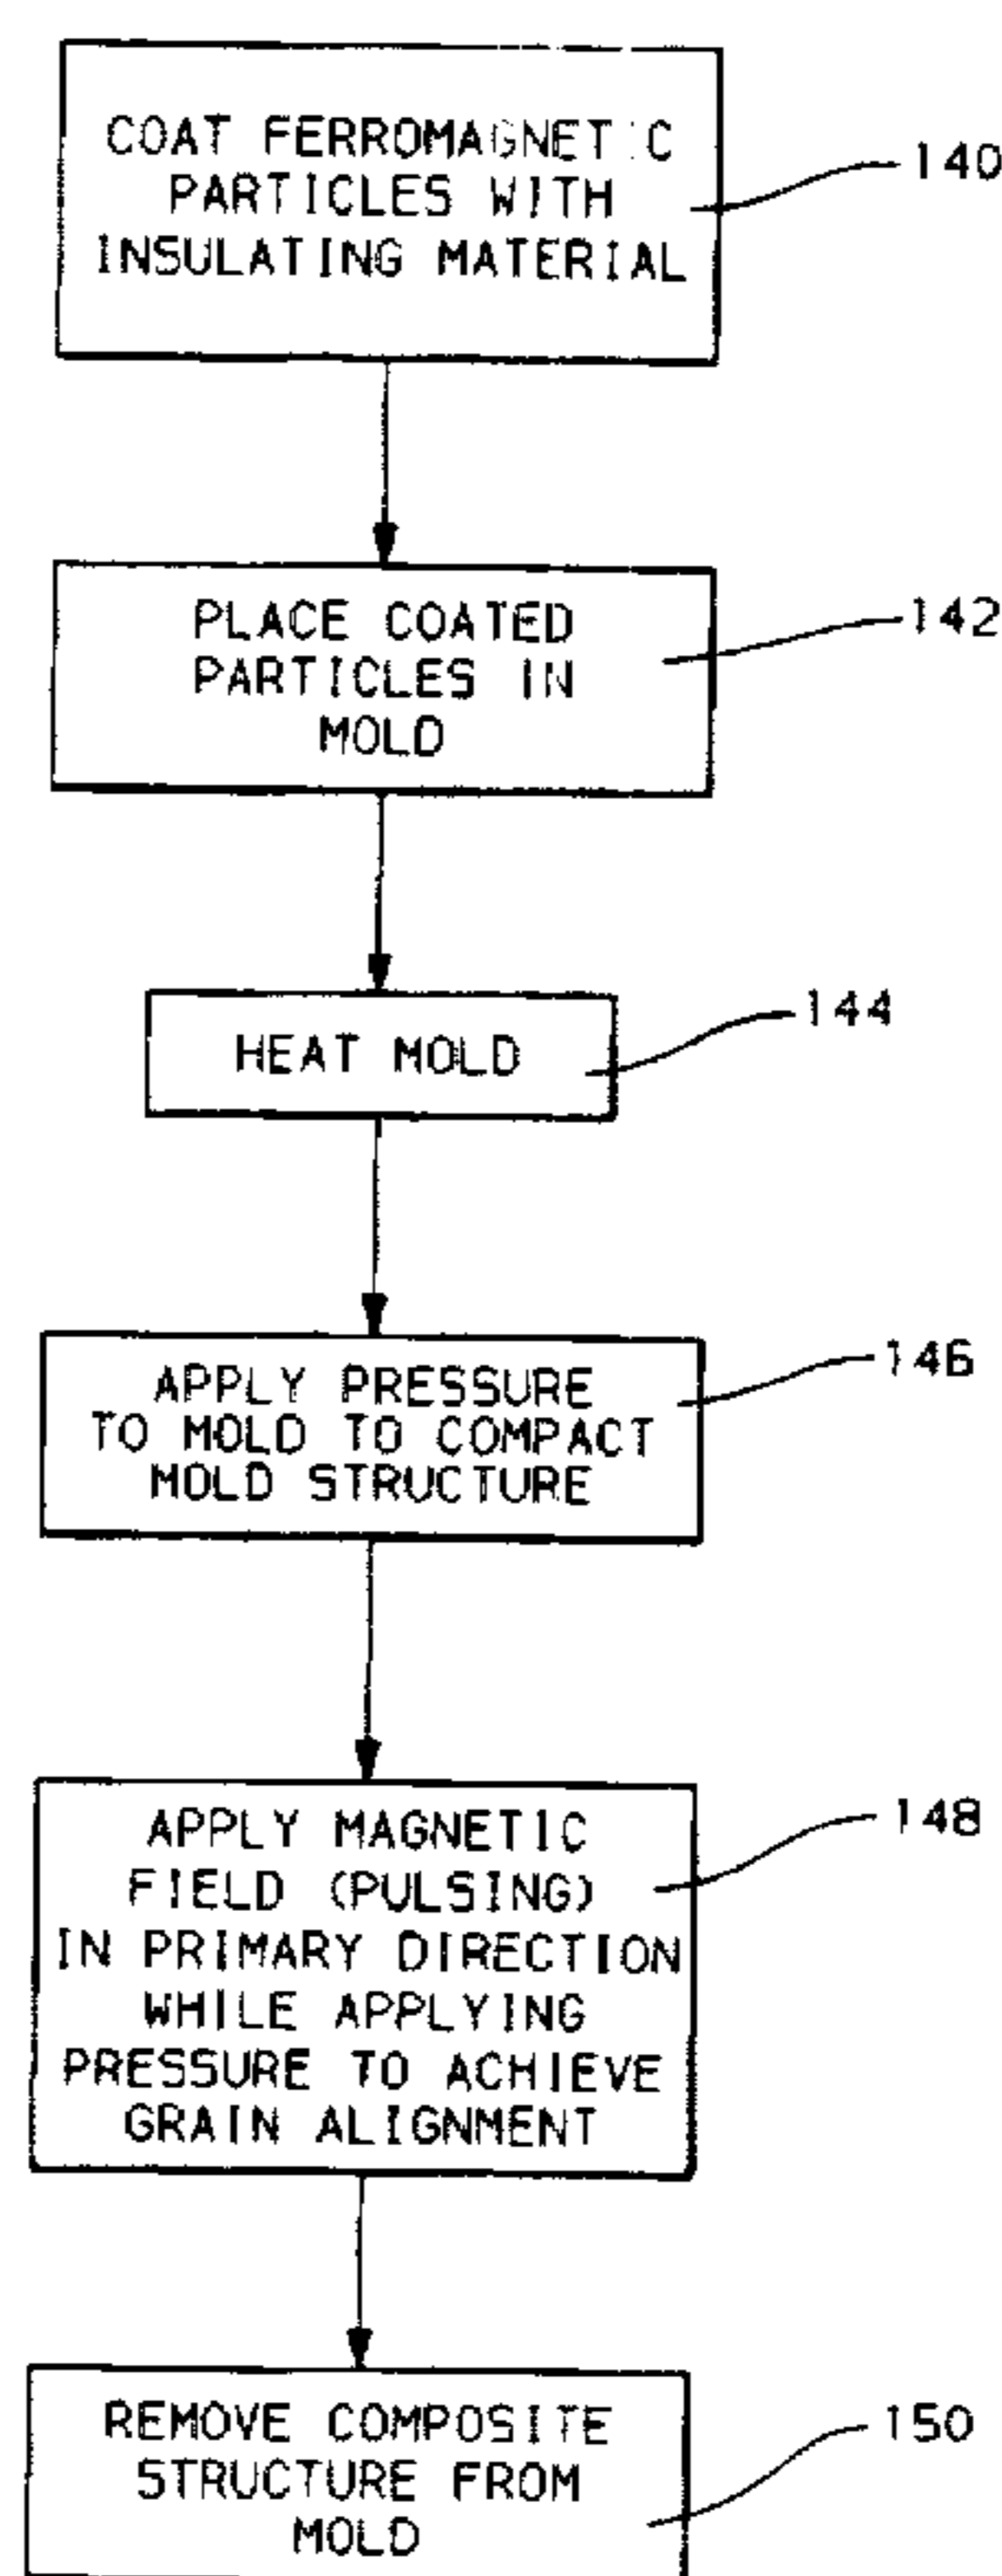 COAT FERROMAGNETIC
PARTICLES WITH
INSULATING MATERIAL
140
PLACE COATED
PARTICLES IN
MOLD
142
HEAT MOLD
144
APPLY PRESSURE
TO MOLD TO COMPACT
MOLD STRUCTURE
146
APPLY MAGNETIC
FIELD (PULSING)
IN PRIMARY DIRECTION
WHILE APPLYING
PRESSURE TO ACHIEVE
GRAIN ALIGNMENT
148
REMOVE COMPOSITE
STRUCTURE FROM
MOLD
150